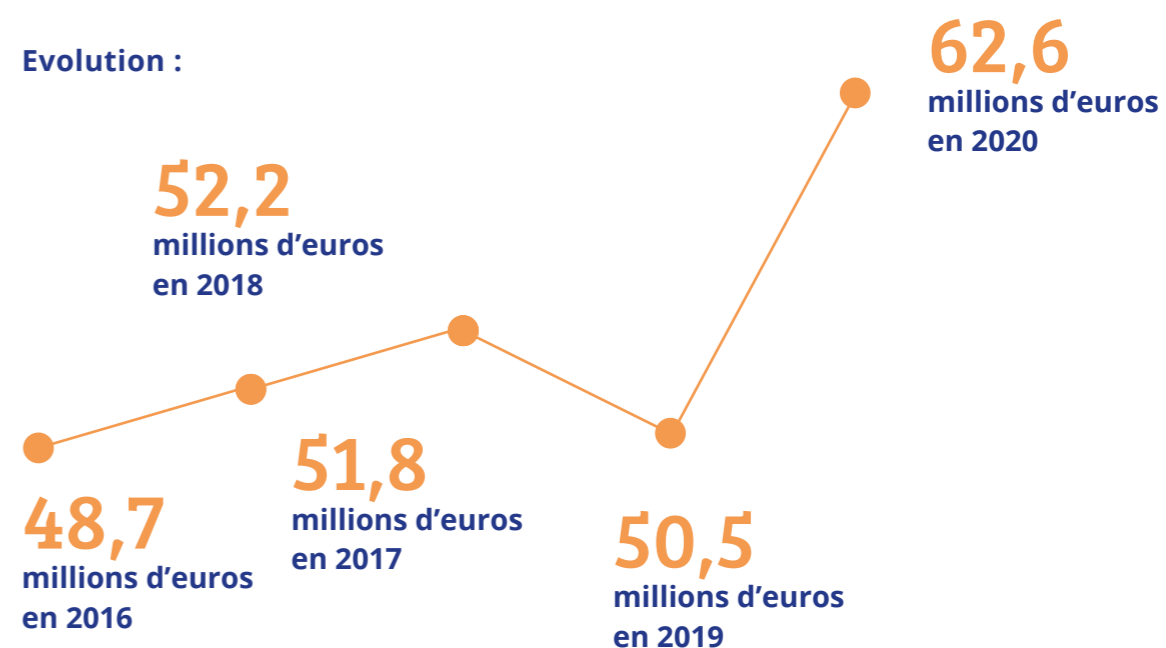 Evolution :
48,7
millions d’euros
en 2016
51,8
millions d’euros
en 2017
52,2
millions d’euros
en 2018
50,5
millions d’euros
en 2019
62,6
millions d’euros
en 2020